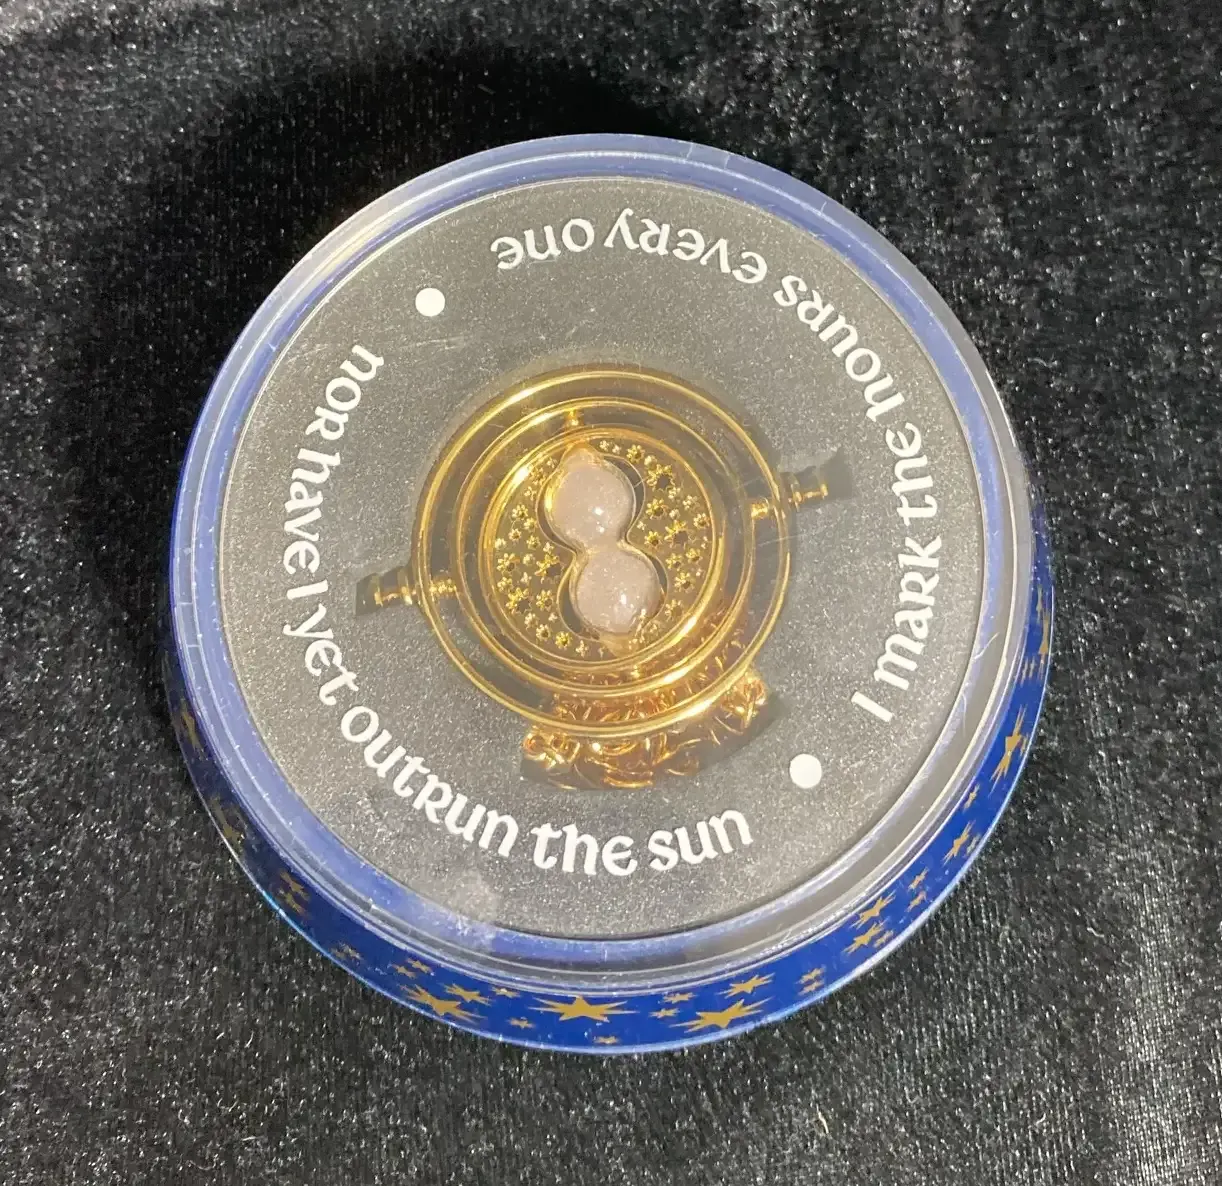 I mark the hours every one
nor have I yet outrun the sun